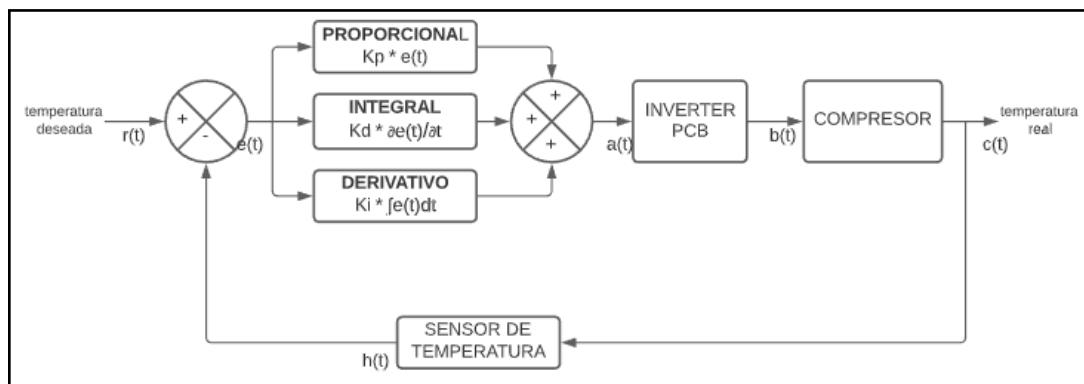 PROPORCIONAL
Kp * e(t)
temperatura
deseada
r(t)
+
-
e(t)
INTEGRAL
Kd * ∂e(t)/∂t
DERIVATIVO
Ki * ∫e(t)dt
+
+
+
a(t)
INVERTER
PCB
b(t)
COMPRESOR
temperatura
real
c(t)
SENSOR DE
TEMPERATURA
h(t)